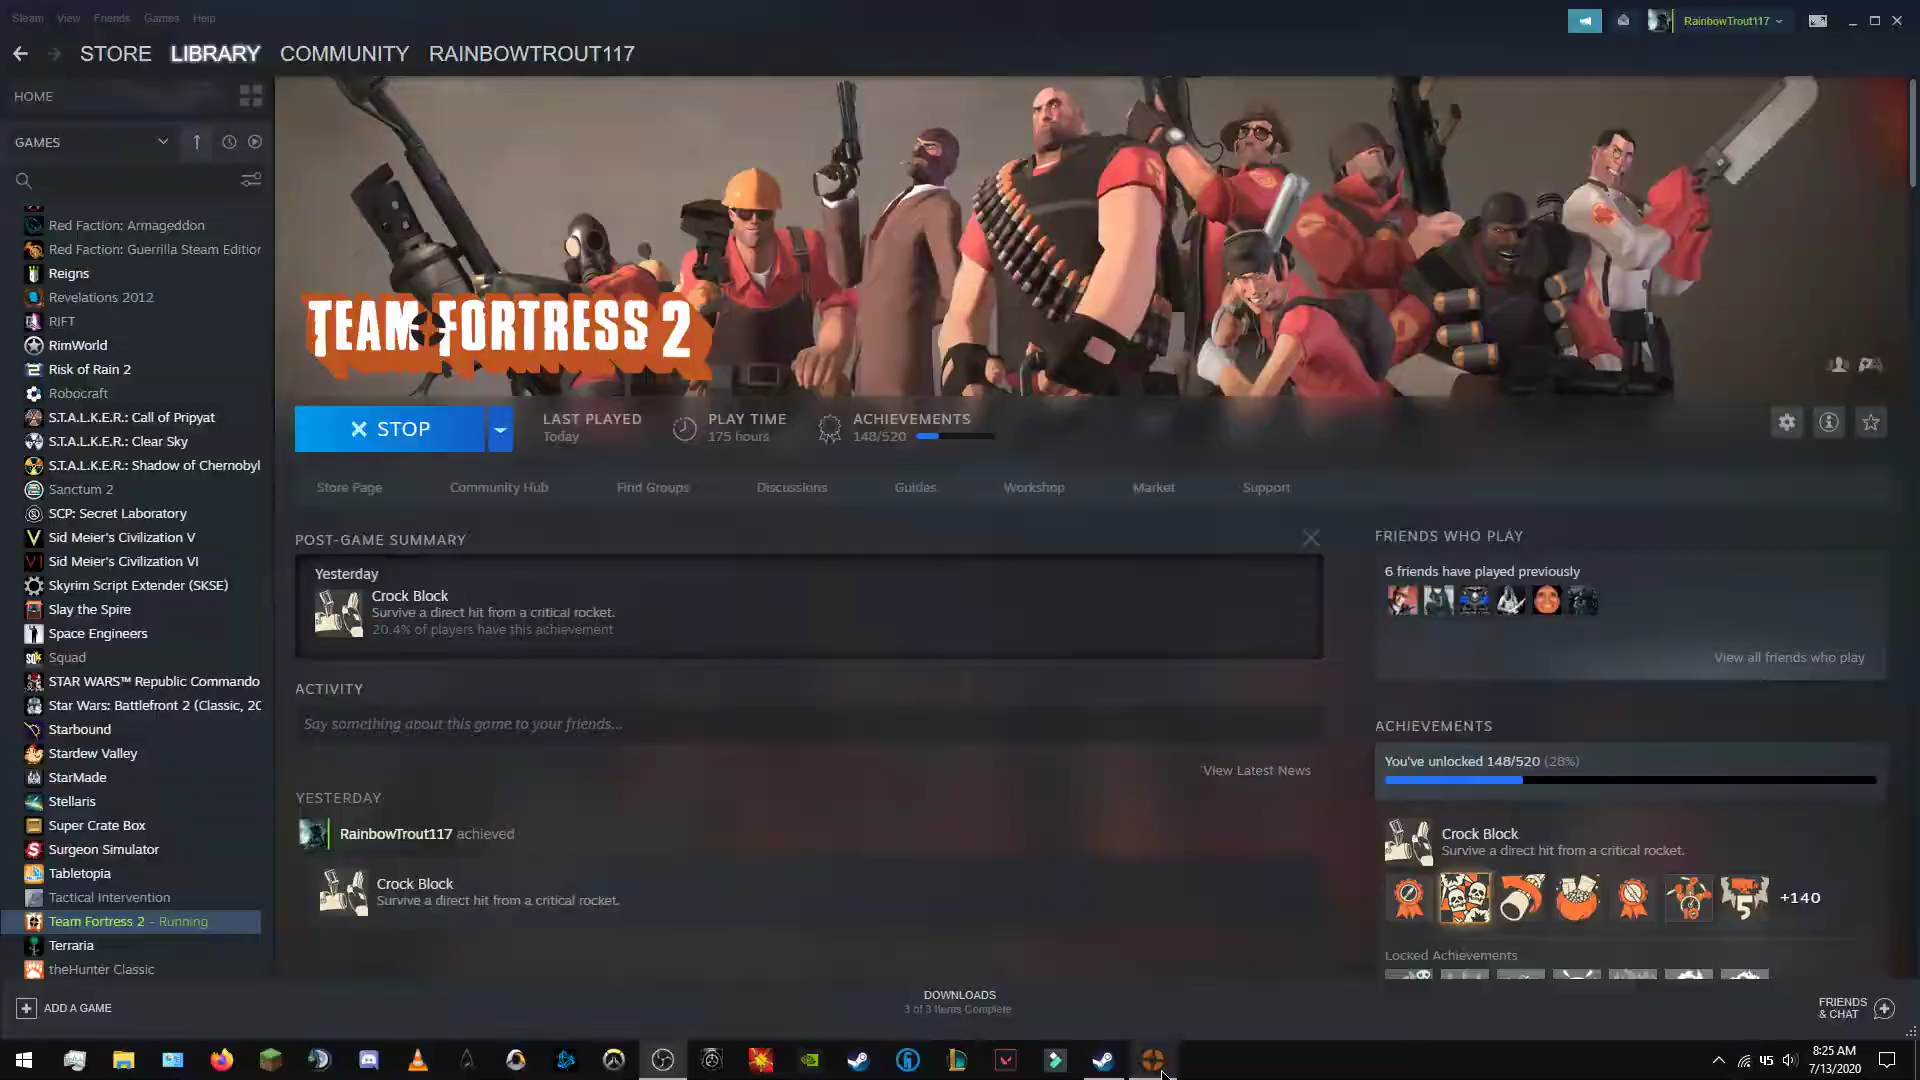 Steam View Friends Games Help
RainbowTrout117
STORE LIBRARY COMMUNITY RAINBOWTROUT117
HOME
GAMES
Red Faction: Armageddon
Red Faction: Guerrilla Steam Edition
Reigns
Revelations 2012
RIFT
RimWorld
Risk of Rain 2
Robocraft
S.T.A.L.K.E.R.: Call of Pripyat
S.T.A.L.K.E.R.: Clear Sky
S.T.A.L.K.E.R.: Shadow of Chernobyl
Sanctum 2
SCP: Secret Laboratory
Sid Meier's Civilization V
Sid Meier's Civilization VI
Skyrim Script Extender (SKSE)
Slay the Spire
Space Engineers
Squad
STAR WARS™ Republic Commando
Star Wars: Battlefront 2 (Classic, 20
Starbound
Stardew Valley
StarMade
Stellaris
Super Crate Box
Surgeon Simulator
Tabletopia
Tactical Intervention
Team Fortress 2 - Running
Terraria
theHunter Classic
ADD A GAME
TEAM FORTRESS 2
STOP
LAST PLAYED
Today
PLAY TIME
175 hours
ACHIEVEMENTS
148/520
Store Page Community Hub Find Groups Discussions Guides Workshop Market Support
POST-GAME SUMMARY
Yesterday
Crock Block
Survive a direct hit from a critical rocket.
20.4% of players have this achievement
ACTIVITY
Say something about this game to your friends...
View Latest News
YESTERDAY
RainbowTrout117 achieved
Crock Block
Survive a direct hit from a critical rocket.
FRIENDS WHO PLAY
6 friends have played previously
View all friends who play
ACHIEVEMENTS
You've unlocked 148/520 (28%)
Crock Block
Survive a direct hit from a critical rocket.
5
+140
Locked Achievements
DOWNLOADS
3 of 3 Items Complete
FRIENDS
& CHAT
45
8:25 AM
7/13/2020